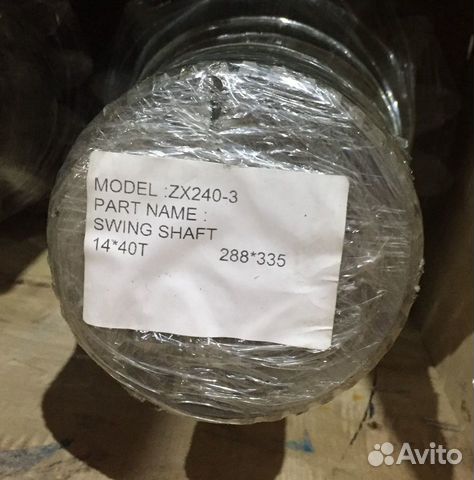 MODEL :ZX240-3
PART NAME :
SWING SHAFT
14*40T 288*335
Avito